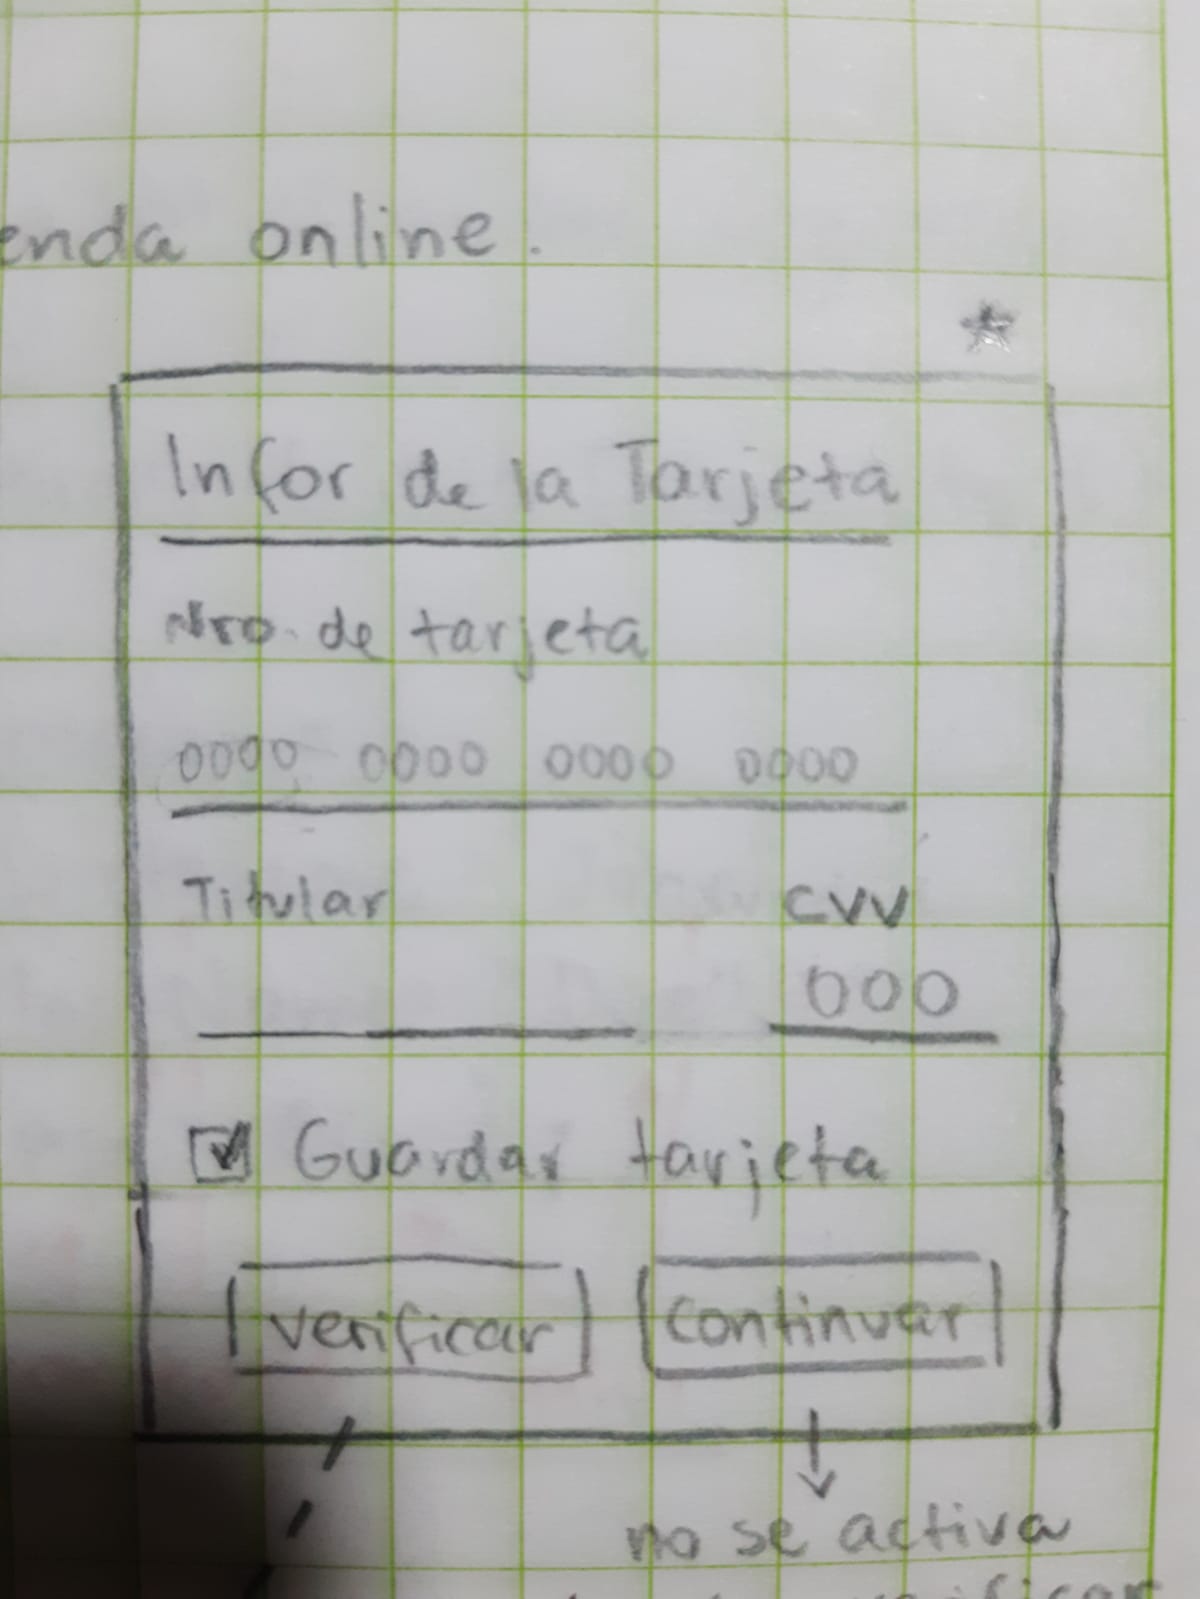 enda online.
Infor de la Tarjeta
Nro. de tarjeta
0000 0000 0000 0000
Titular CVV
000
Guardar tarjeta
verificar continuar
no se activa